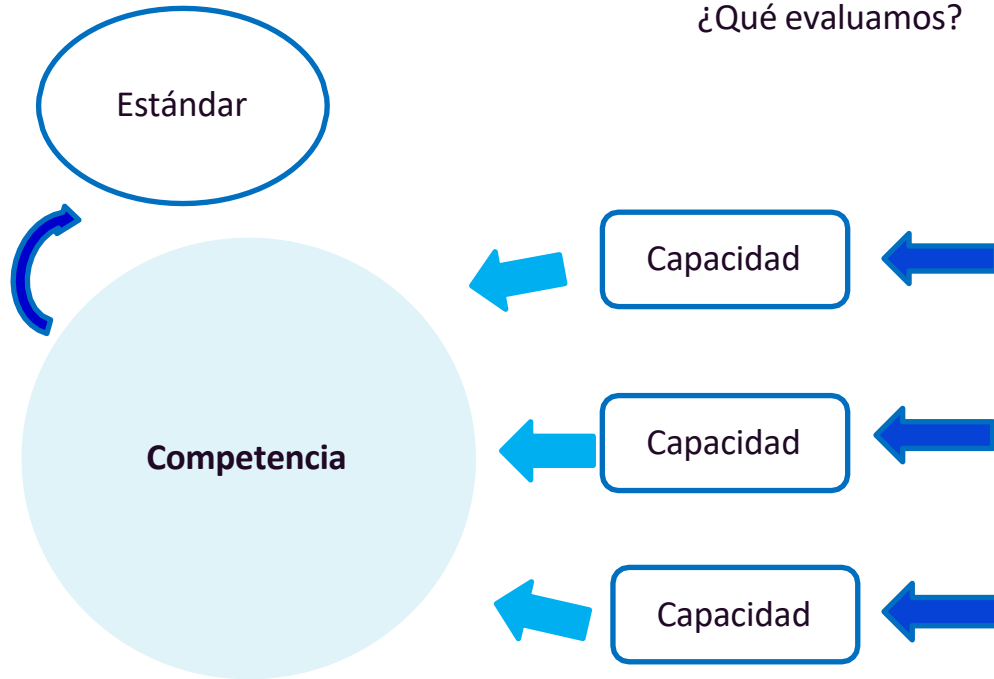 ¿Qué evaluamos?
Estándar
Capacidad
Competencia
Capacidad
Capacidad